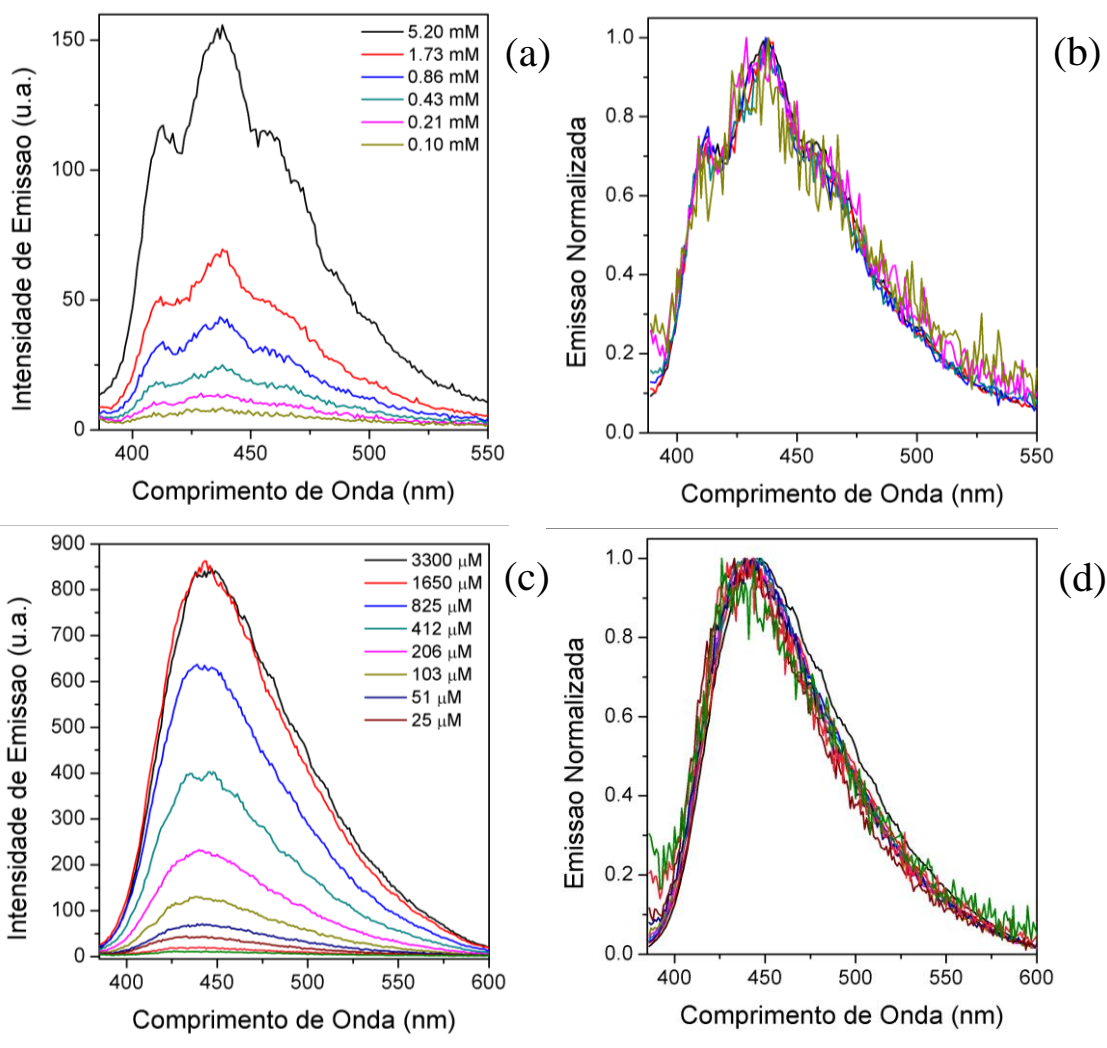 (a)
Intensidade de Emissao (u.a.)
150
100
50
0
5.20 mM
1.73 mM
0.86 mM
0.43 mM
0.21 mM
0.10 mM
400
450
500
550
Comprimento de Onda (nm)
(b)
Emissao Normalizada
1.0
0.8
0.6
0.4
0.2
0.0
400
450
500
550
Comprimento de Onda (nm)
(c)
Intensidade de Emissao (u.a.)
900
800
700
600
500
400
300
200
100
0
3300 μM
1650 μM
825 μM
412 μM
206 μM
103 μM
51 μM
25 μM
400
450
500
550
600
Comprimento de Onda (nm)
(d)
Emissao Normalizada
1.0
0.8
0.6
0.4
0.2
0.0
400
450
500
550
600
Comprimento de Onda (nm)